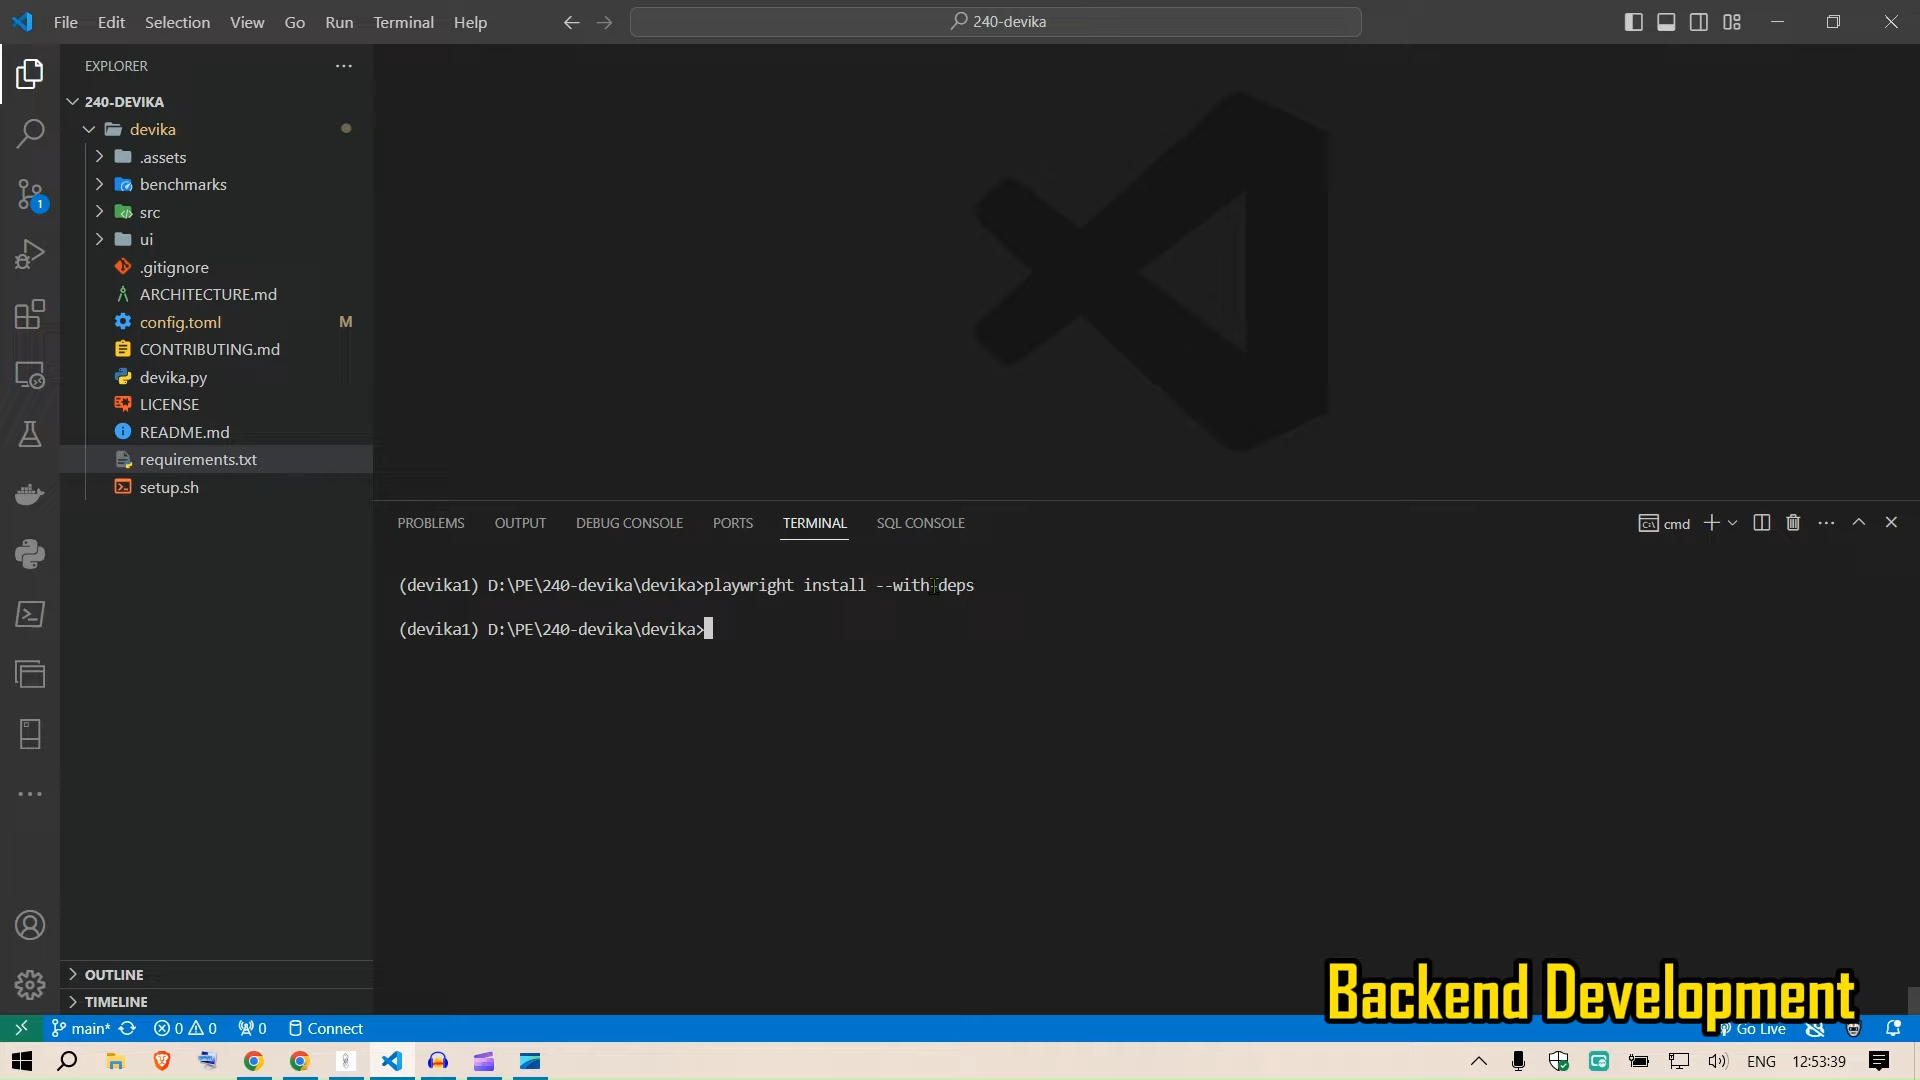 File Edit Selection View Go Run Terminal Help
240-devika
EXPLORER
240-DEVIKA
devika
.assets
benchmarks
src
ui
.gitignore
ARCHITECTURE.md
config.toml M
CONTRIBUTING.md
devika.py
LICENSE
README.md
requirements.txt
setup.sh
1
PROBLEMS OUTPUT DEBUG CONSOLE PORTS TERMINAL SQL CONSOLE
cmd
(devika1) D:\PE\240-devika\devika>playwright install --with-deps
(devika1) D:\PE\240-devika\devika>
OUTLINE
TIMELINE
Backend Development
main* 0 0 0 Connect
Go Live
ENG 12:53:39